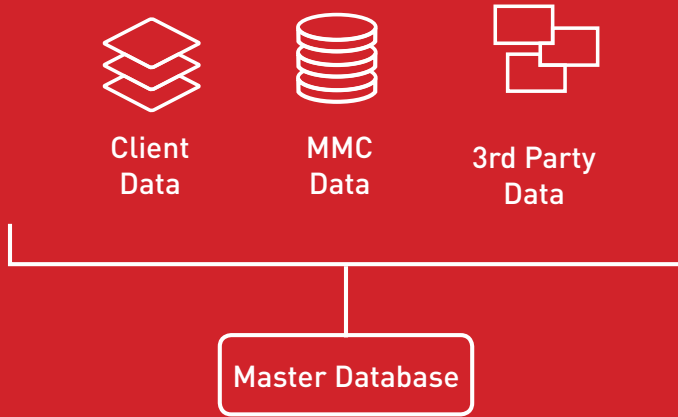 Client
Data
MMC
Data
3rd Party
Data
Master Database